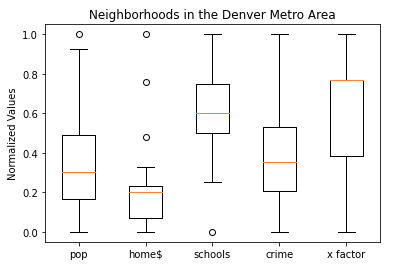 Neighborhoods in the Denver Metro Area
Normalized Values
1.0
0.8
0.6
0.4
0.2
0.0
pop home$ schools crime x factor